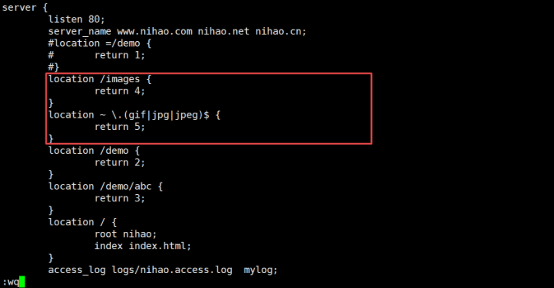 server {
        listen 80;
        server_name www.nihao.com nihao.net nihao.cn;
        #location =/demo {
        #       return 1;
        #}
        location /images {
                return 4;
        }
        location ~ \.(gif|jpg|jpeg)$ {
                return 5;
        }
        location /demo {
                return 2;
        }
        location /demo/abc {
                return 3;
        }
        location / {
                root nihao;
                index index.html;
        }
        access_log logs/nihao.access.log  mylog;
:wq